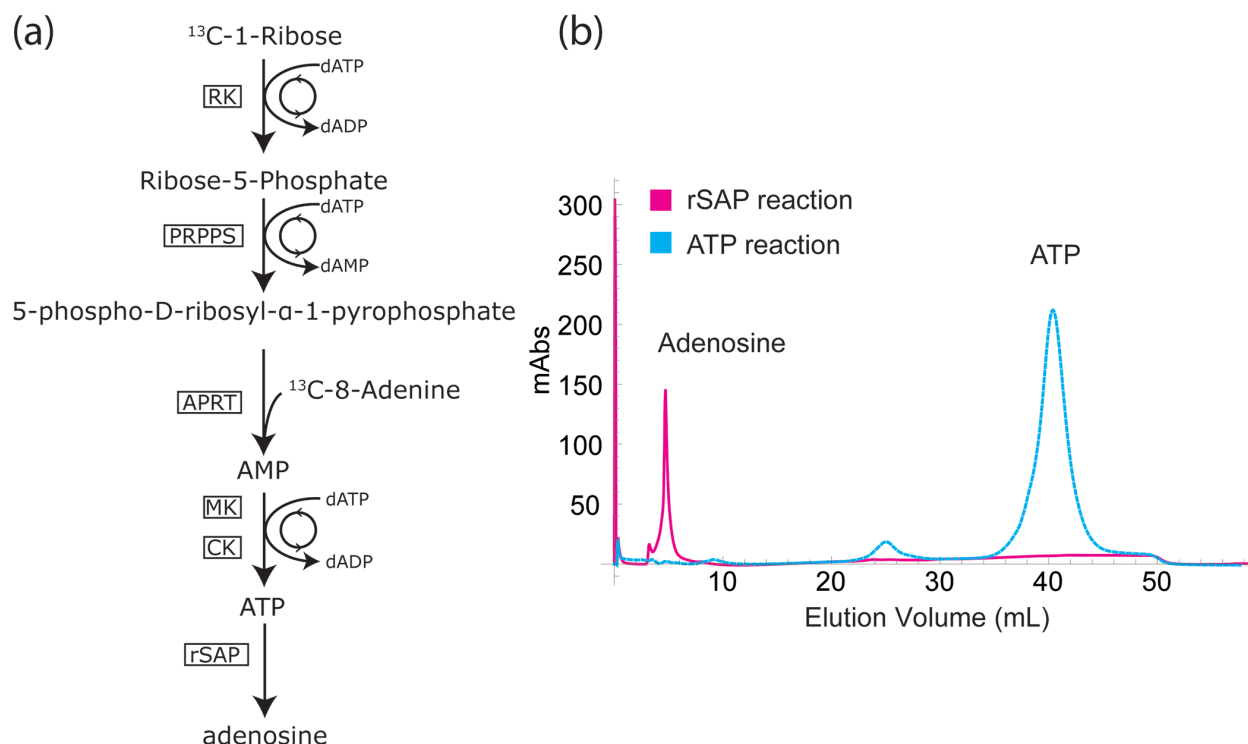 (a)
¹³C-1-Ribose
dATP
RK
dADP
Ribose-5-Phosphate
dATP
PRPPS
dAMP
5-phospho-D-ribosyl-α-1-pyrophosphate
¹³C-8-Adenine
APRT
AMP
MK
dATP
CK
dADP
ATP
rSAP
adenosine
(b)
rSAP reaction
ATP reaction
ATP
Adenosine
300
250
200
150
100
50
mAbs
10 20 30 40 50
Elution Volume (mL)